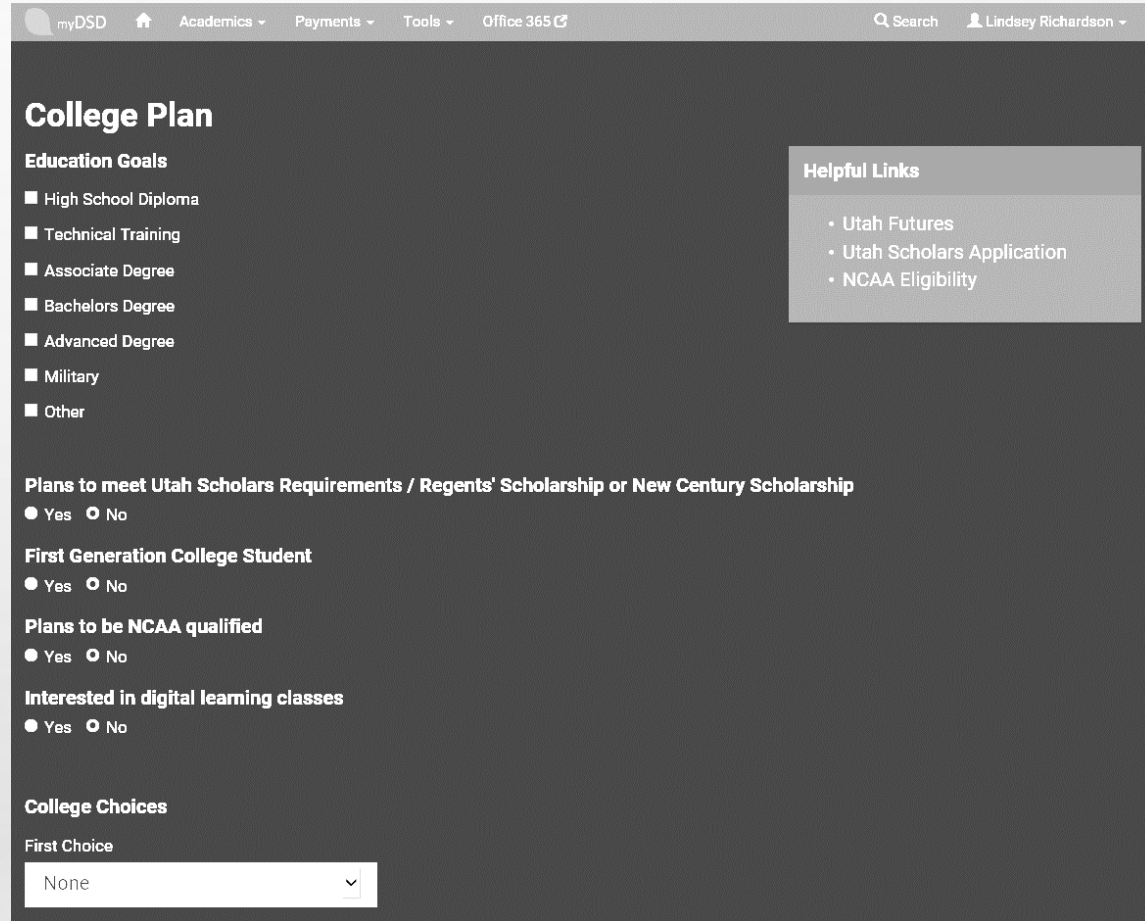 myDSD Academics Payments Tools Office 365 Search Lindsey Richardson
College Plan
Education Goals
High School Diploma
Technical Training
Associate Degree
Bachelors Degree
Advanced Degree
Military
Other
Helpful Links
• Utah Futures
• Utah Scholars Application
• NCAA Eligibility
Plans to meet Utah Scholars Requirements / Regents' Scholarship or New Century Scholarship
Yes No
First Generation College Student
Yes No
Plans to be NCAA qualified
Yes No
Interested in digital learning classes
Yes No
College Choices
First Choice
None